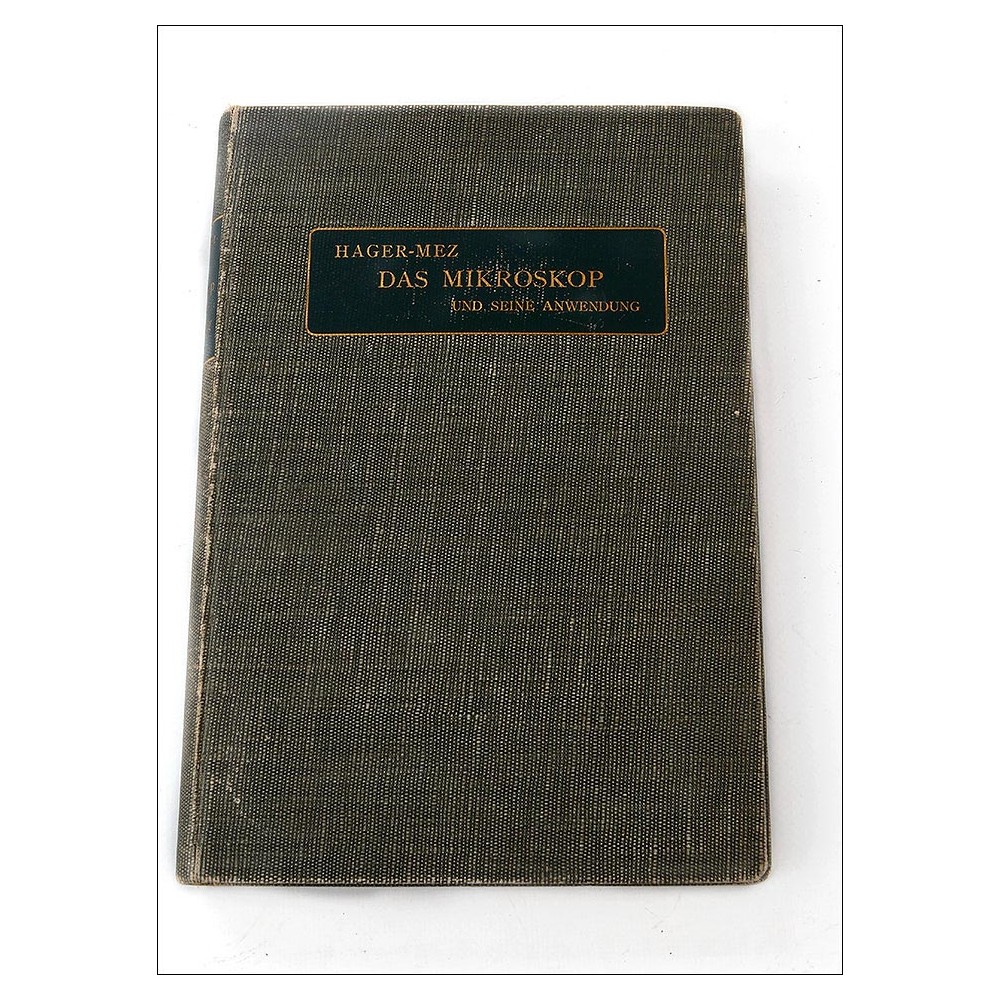 HAGER-MEZ
DAS MIKROSKOP
UND SEINE ANWENDUNG